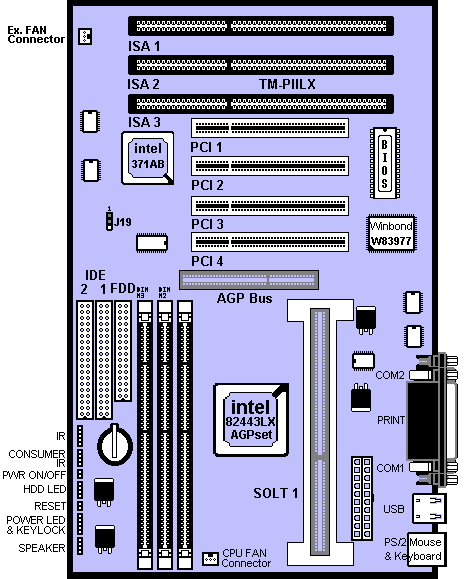 Ex. FAN
Connector
ISA 1
ISA 2
TM-PIILX
ISA 3
intel
371AB
PCI 1
BIOS
PCI 2
1
J19
PCI 3
Winbond
W83977
PCI 4
IDE
2 1 FDD
DIM
M3
DIM
M2
AGP Bus
COM2
intel
82443LX
AGPset
PRINT
IR
CONSUMER
IR
PWR ON/OFF
HDD LED
RESET
POWER LED
& KEYLOCK
SPEAKER
COM1
SOLT 1
USB
CPU FAN
Connector
PS/2 Mouse
& Keyboard